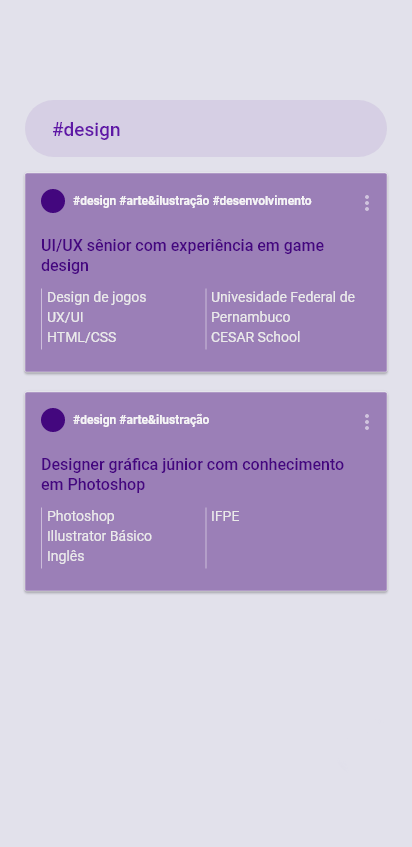 #design
#design #arte&ilustração #desenvolvimento
UI/UX sênior com experiência em game
design
Design de jogos
UX/UI
HTML/CSS
Univesidade Federal de
Pernambuco
CESAR School
#design #arte&ilustração
Designer gráfica júnior com conhecimento
em Photoshop
Photoshop
Illustrator Básico
Inglês
IFPE